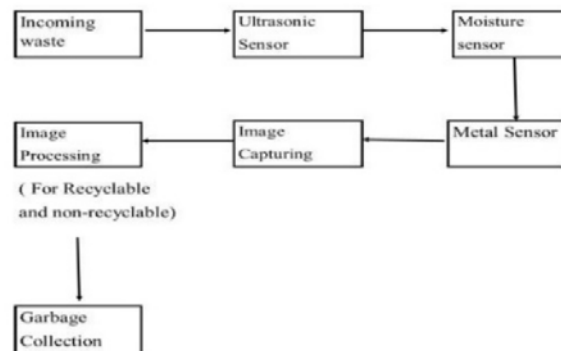 Incoming
waste
Ultrasonic
Sensor
Moisture
sensor
Metal Sensor
Image
Capturing
Image
Processing
( For Recyclable
and non-recyclable)
Garbage
Collection